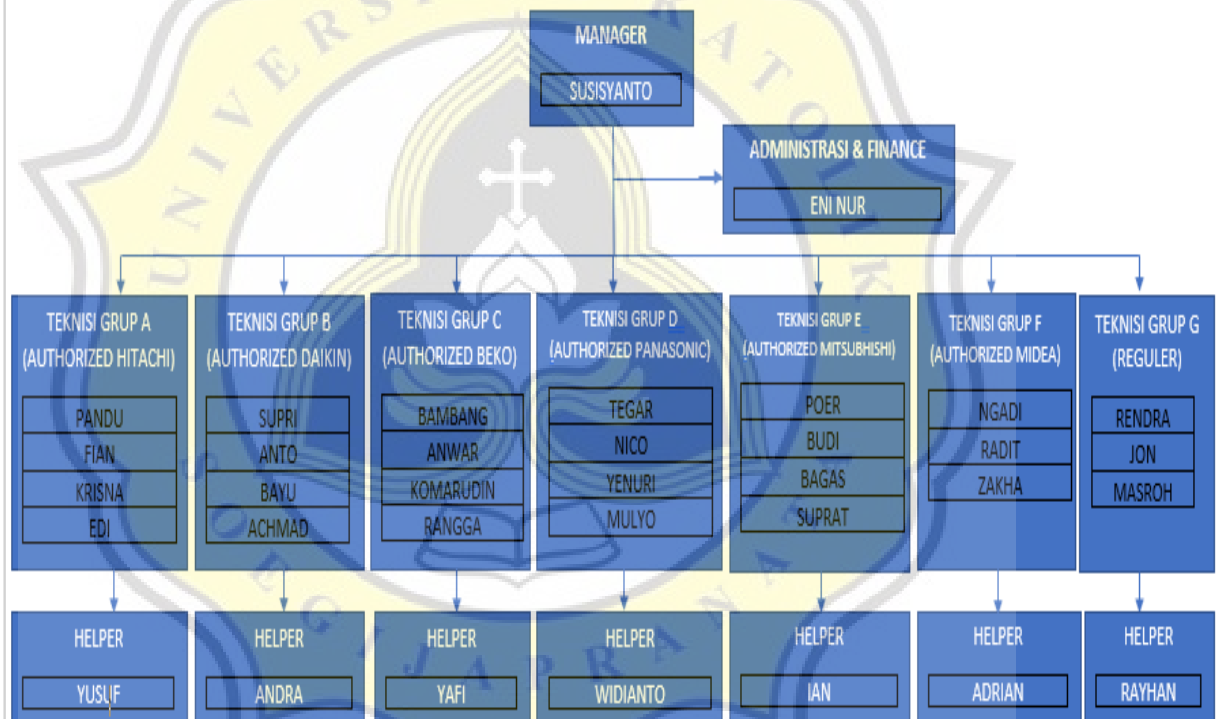 MANAGER
SUSISYANTO
ADMINISTRASI & FINANCE
ENI NUR
TEKNISI GRUP A
(AUTHORIZED HITACHI)
PANDU
FIAN
KRISNA
EDI
TEKNISI GRUP B
(AUTHORIZED DAIKIN)
SUPRI
ANTO
BAYU
ACHMAD
TEKNISI GRUP C
(AUTHORIZED BEKO)
BAMBANG
ANWAR
KOMARUDIN
RANGGA
TEKNISI GRUP D
(AUTHORIZED PANASONIC)
TEGAR
NICO
YENURI
MULYO
TEKNISI GRUP E
(AUTHORIZED MITSUBHISHI)
POER
BUDI
BAGAS
SUPRAT
TEKNISI GRUP F
(AUTHORIZED MIDEA)
NGADI
RADIT
ZAKHA
TEKNISI GRUP G
(REGULER)
RENDRA
JON
MASROH
HELPER
YUSUF
HELPER
ANDRA
HELPER
YAFI
HELPER
WIDIANTO
HELPER
IAN
HELPER
ADRIAN
HELPER
RAYHAN
SOEGIJAPRANATA